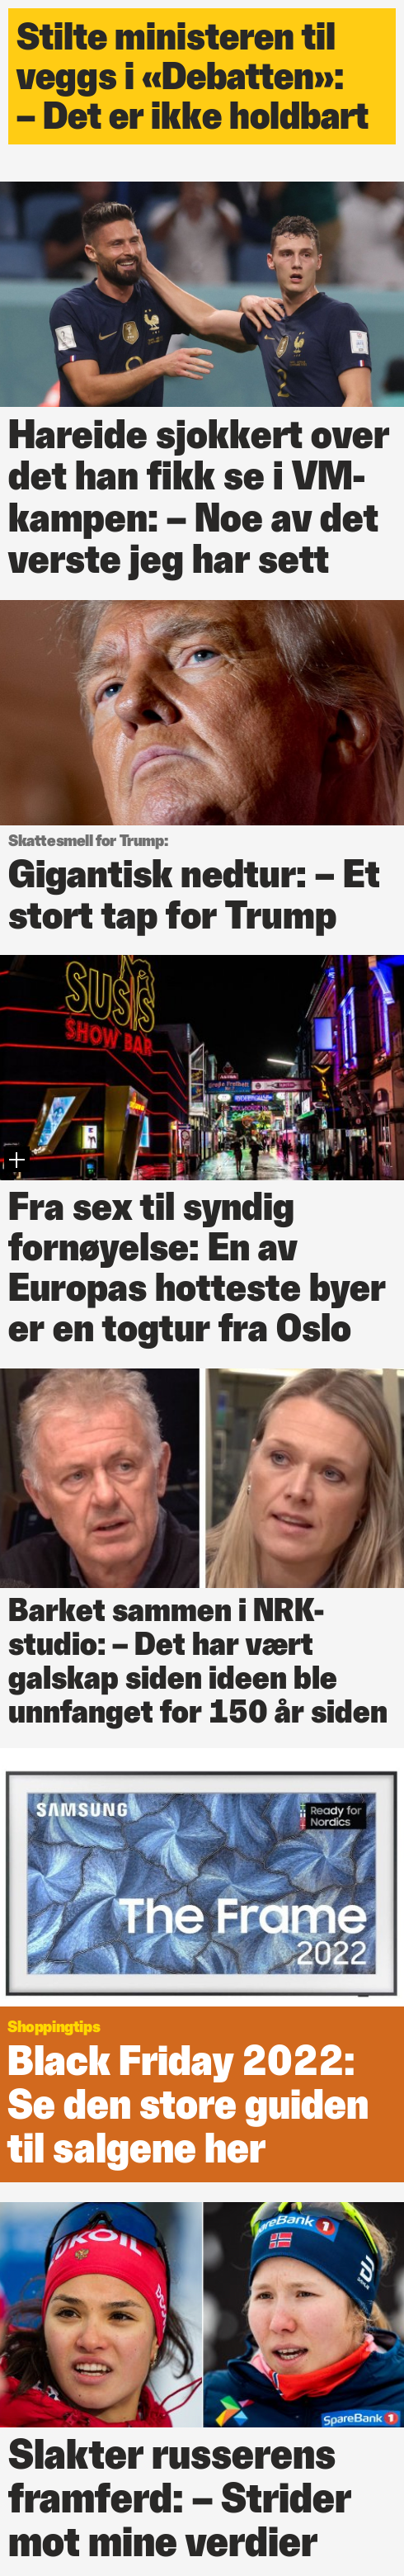 Stilte ministeren til
veggs i «Debatten»:
– Det er ikke holdbart
Hareide sjokkert over
det han fikk se i VM-
kampen: – Noe av det
verste jeg har sett
Skattesmell for Trump:
Gigantisk nedtur: – Et
stort tap for Trump
SUSIS
SHOW BAR
Große Freiheit
Fra sex til syndig
fornøyelse: En av
Europas hotteste byer
er en togtur fra Oslo
Barket sammen i NRK-
studio: – Det har vært
galskap siden ideen ble
unnfanget for 150 år siden
SAMSUNG
Ready for
Nordics
The Frame
2022
Shoppingtips
Black Friday 2022:
Se den store guiden
til salgene her
UKOIL
reBank 1
SpareBank 1
Slakter russerens
framferd: – Strider
mot mine verdier